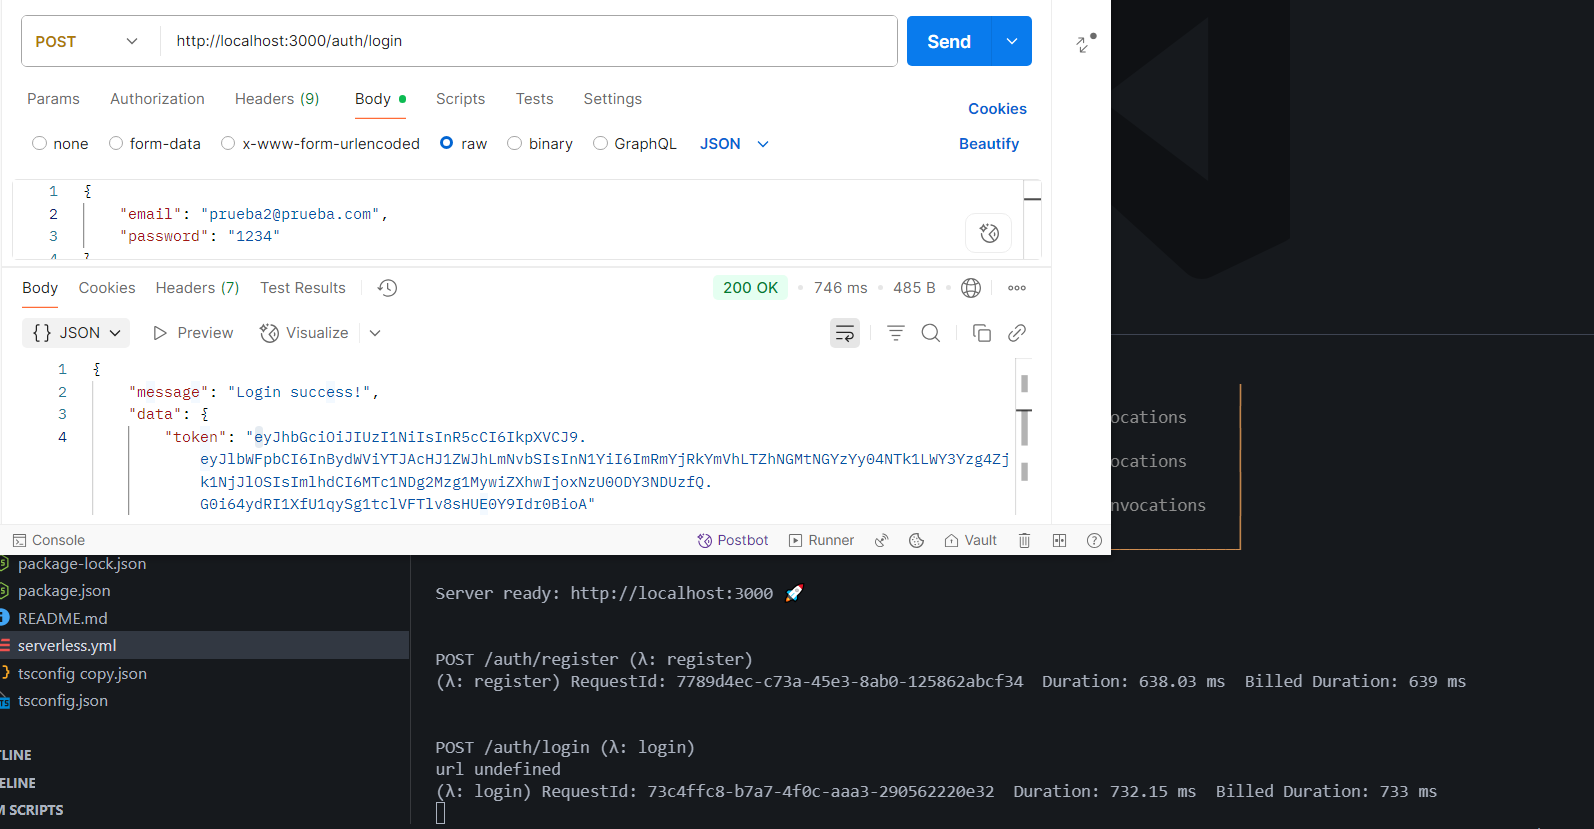 POST
http://localhost:3000/auth/login
Send
Params Authorization Headers (9) Body Scripts Tests Settings
Cookies
none form-data x-www-form-urlencoded raw binary GraphQL JSON
Beautify
1 {
2 "email": "prueba2@prueba.com",
3 "password": "1234"
4 }
Body Cookies Headers (7) Test Results
200 OK 746 ms 485 B
{} JSON Preview Visualize
1 {
2 "message": "Login success!",
3 "data": {
4 "token": "eyJhbGciOiJIUzI1NiIsInR5cCI6IkpXVCJ9.
eyJlbWFpbCI6InBydWViYTJAcHJ1ZWJhLmNvbSIsInN1YiI6ImRmYjRkYmVhLTZhNGMtNGYzYy04NTk1LWY3Yzg4Zj
k1NjJlOSIsImlhdCI6MTc1NDg2Mzg1MywiZXhwIjoxNzU0ODY3NDUzfQ.
G0i64ydRI1XfU1qySg1tclVFTlv8sHUE0Y9Idr0BioA"
ocations
ocations
nvocations
Console
Postbot Runner Vault
package-lock.json
package.json
README.md
serverless.yml
tsconfig copy.json
tsconfig.json
TLINE
ELINE
M SCRIPTS
Server ready: http://localhost:3000 🚀
POST /auth/register (λ: register)
(λ: register) RequestId: 7789d4ec-c73a-45e3-8ab0-125862abcf34 Duration: 638.03 ms Billed Duration: 639 ms
POST /auth/login (λ: login)
url undefined
(λ: login) RequestId: 73c4ffc8-b7a7-4f0c-aaa3-290562220e32 Duration: 732.15 ms Billed Duration: 733 ms